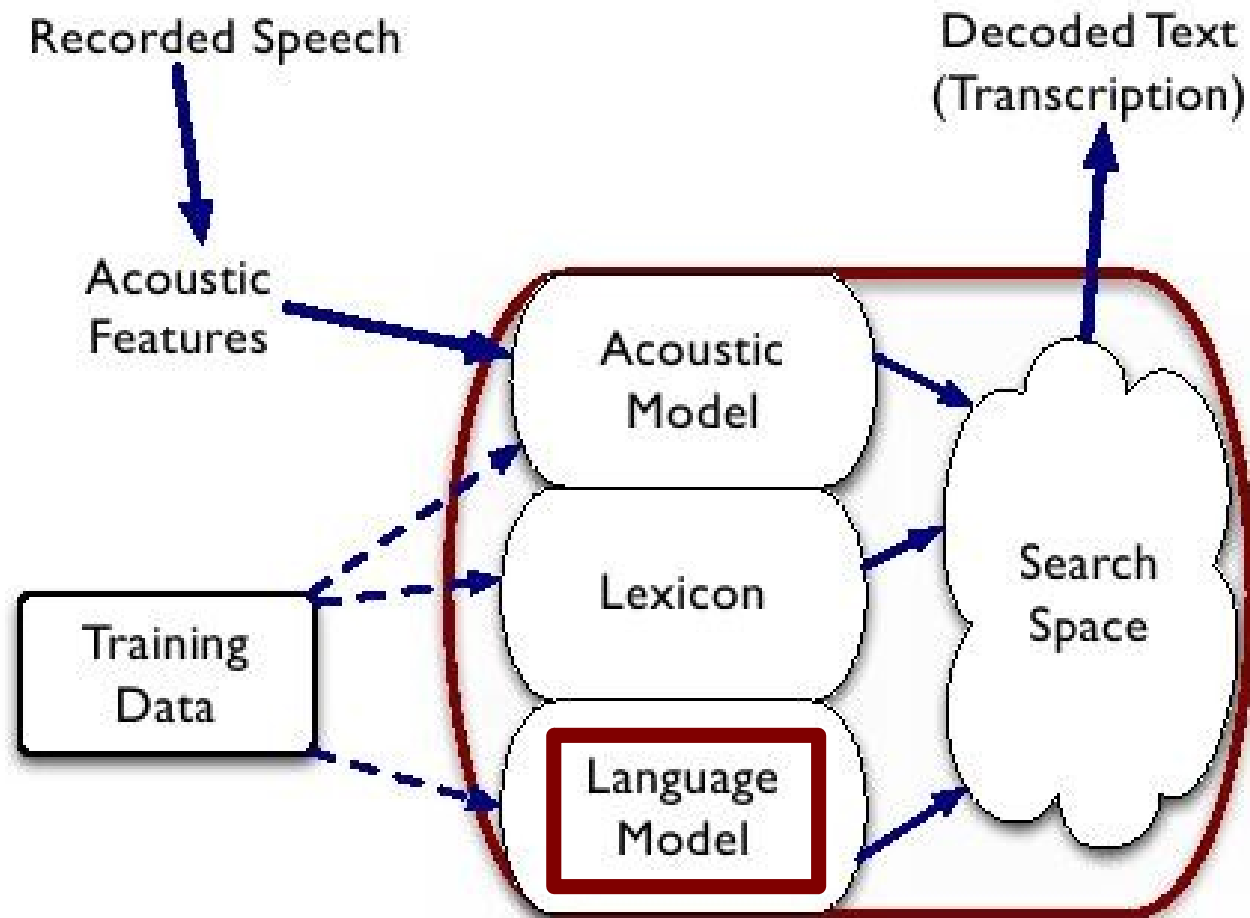 Recorded Speech
Decoded Text
(Transcription)
Acoustic
Features
Acoustic
Model
Lexicon
Training
Data
Language
Model
Search
Space